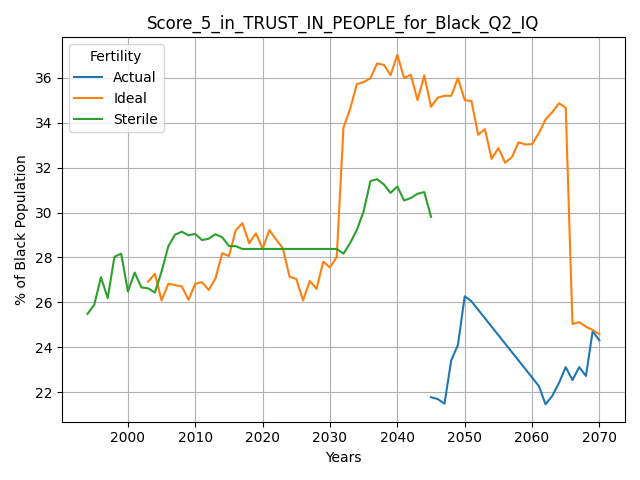 Score_5_in_TRUST_IN_PEOPLE_for_Black_Q2_IQ
Fertility
Actual
Ideal
Sterile
% of Black Population
36
34
32
30
28
26
24
22
2000
2010
2020
2030
2040
2050
2060
2070
Years